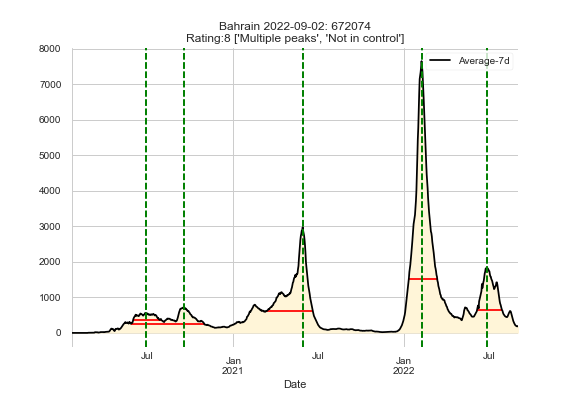 Bahrain 2022-09-02: 672074
Rating:8 ['Multiple peaks', 'Not in control']
8000
Average-7d
7000
6000
5000
4000
3000
2000
1000
0
Jul
Jan
2021
Jul
Jan
2022
Jul
Date